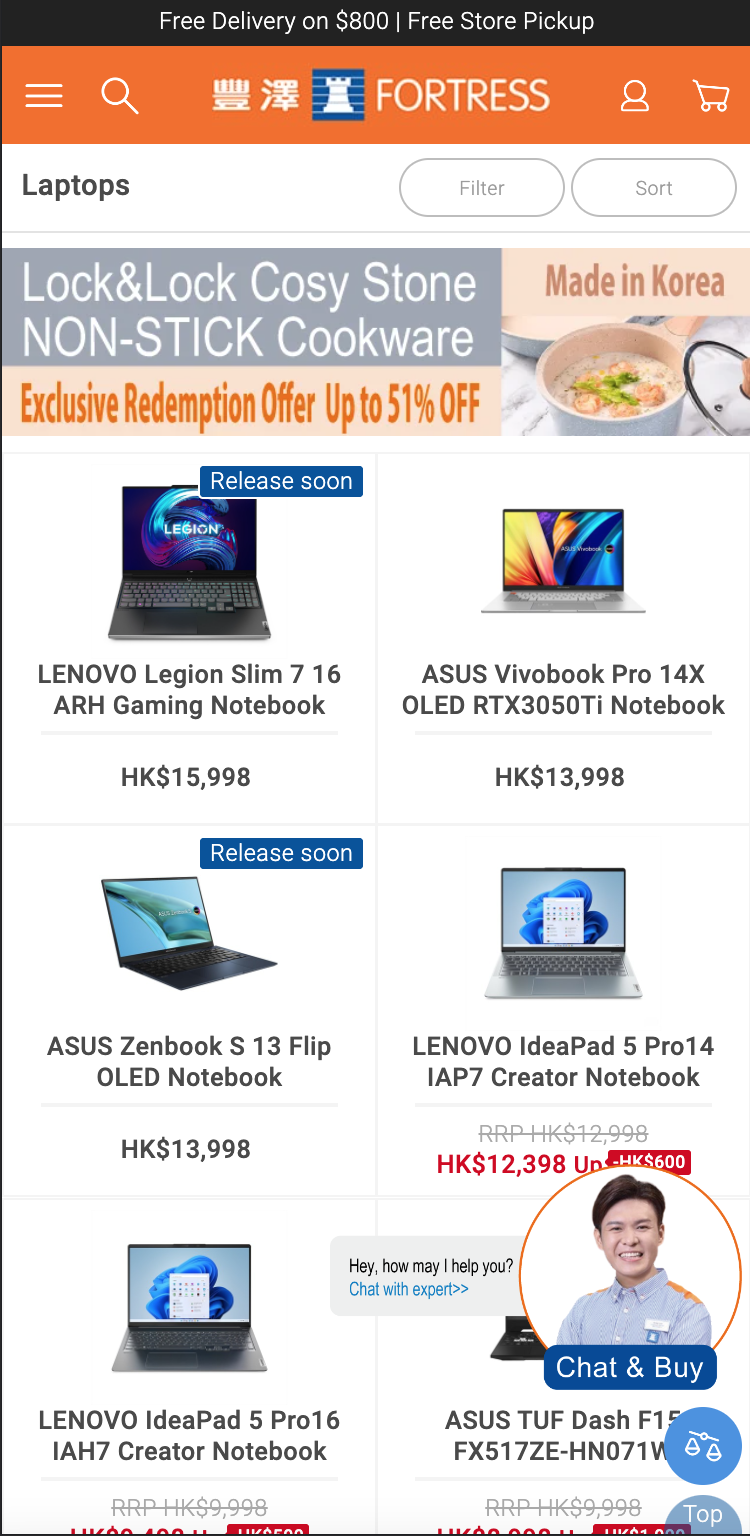 Free Delivery on $800 | Free Store Pickup
豐澤 FORTRESS
Laptops
Filter
Sort
Lock&Lock Cosy Stone
NON-STICK Cookware
Exclusive Redemption Offer Up to 51% OFF
Made in Korea
Release soon
LEGION
ASUS Vivobook
LENOVO Legion Slim 7 16
ARH Gaming Notebook
HK$15,998
ASUS Vivobook Pro 14X
OLED RTX3050Ti Notebook
HK$13,998
Release soon
ASUS Zenbook S 13 Flip
OLED Notebook
HK$13,998
LENOVO IdeaPad 5 Pro14
IAP7 Creator Notebook
RRP HK$12,998
HK$12,398 Up
-HK$600
Hey, how may I help you?
Chat with expert>>
Chat & Buy
LENOVO IdeaPad 5 Pro16
IAH7 Creator Notebook
RRP HK$9,998
-HK$500
ASUS TUF Dash F15
FX517ZE-HN071W
RRP HK$9,998
Top